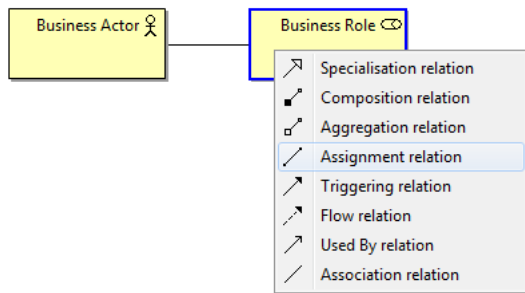 Business Actor
Business Role
Specialisation relation
Composition relation
Aggregation relation
Assignment relation
Triggering relation
Flow relation
Used By relation
Association relation